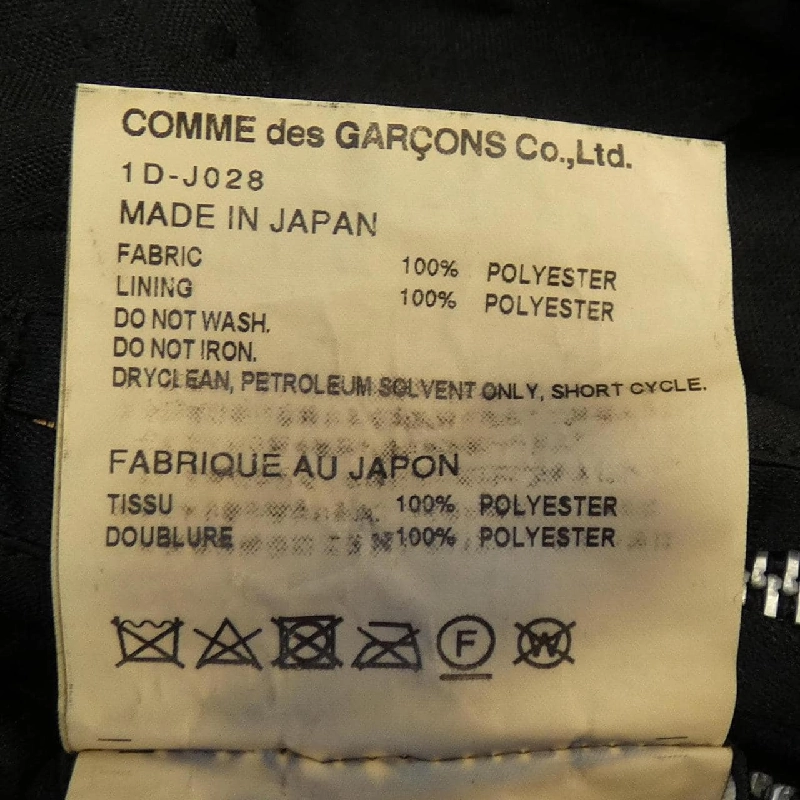 COMME des GARÇONS Co.,Ltd.
1D-J028
MADE IN JAPAN
FABRIC 100% POLYESTER
LINING 100% POLYESTER
DO NOT WASH.
DO NOT IRON.
DRYCLEAN, PETROLEUM SOLVENT ONLY, SHORT CYCLE.
FABRIQUE AU JAPON
TISSU 100% POLYESTER
DOUBLURE 100% POLYESTER
F W